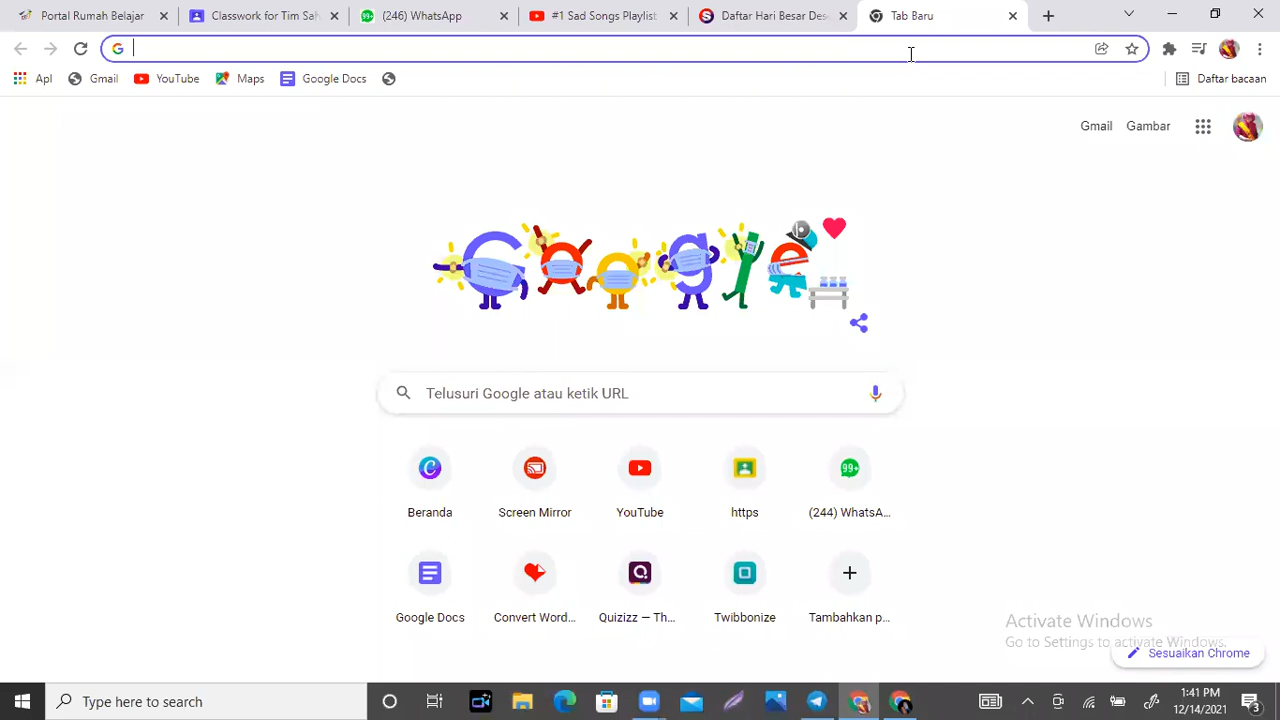 Portal Rumah Belajar
Classwork for Tim Sah
(246) WhatsApp
#1 Sad Songs Playlist
Daftar Hari Besar Des
Tab Baru
Apl
Gmail
YouTube
Maps
Google Docs
Daftar bacaan
Gmail
Gambar
Google
Telusuri Google atau ketik URL
99+
Beranda
Screen Mirror
YouTube
https
(244) WhatsA...
Google Docs
Convert Word...
Quizizz — Th...
Twibbonize
Tambahkan p...
Activate Windows
Go to Settings to activate Windows.
Sesuaikan Chrome
Type here to search
1:41 PM
12/14/2021
3